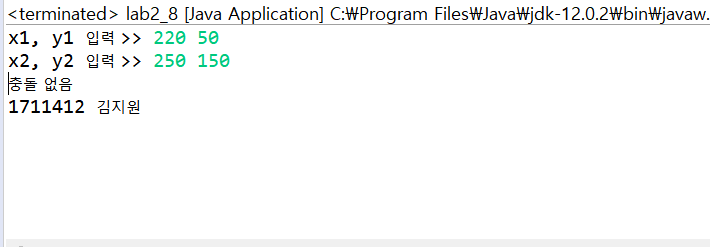 <terminated> lab2_8 [Java Application] C:₩Program Files₩Java₩jdk-12.0.2₩bin₩javaw.
x1, y1 입력 >> 220 50
x2, y2 입력 >> 250 150
충돌 없음
1711412 김지원